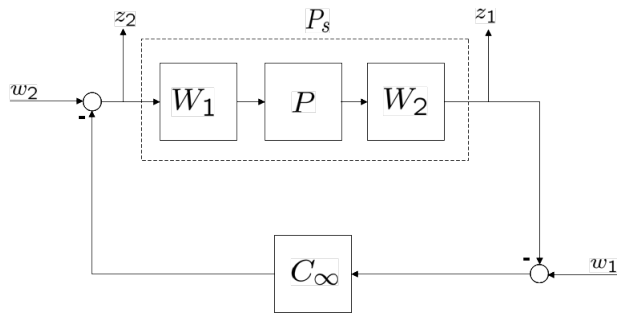 z₂
Pₛ
z₁
w₂
W₁
P
W₂
-
-
C∞
w₁